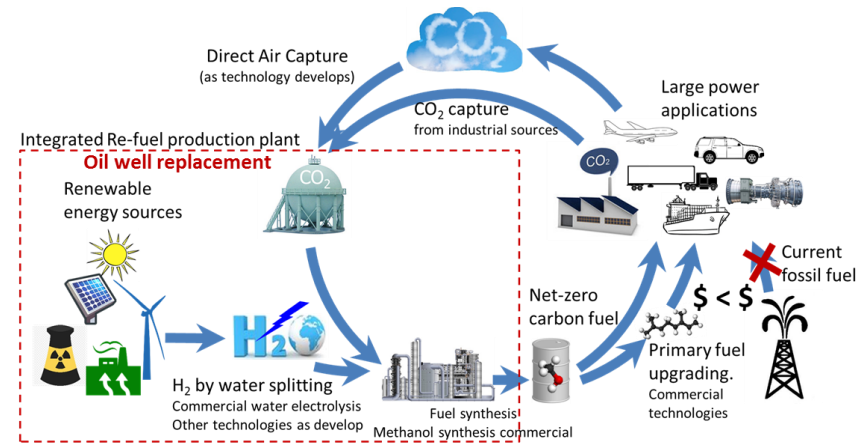 CO2
Direct Air Capture
(as technology develops)
Large power
applications
CO2 capture
from industrial sources
Integrated Re-fuel production plant
Oil well replacement
CO2
CO2
Renewable
energy sources
Current
fossil fuel
Net-zero
carbon fuel
$ < $
H2O
Primary fuel
upgrading.
Commercial
technologies
H2 by water splitting
Commercial water electrolysis
Other technologies as develop
Fuel synthesis
Methanol synthesis commercial